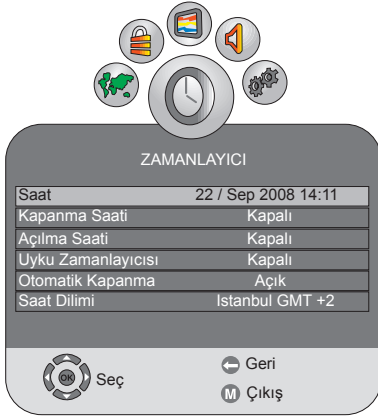 ZAMANLAYICI
Saat 22 / Sep 2008 14:11
Kapanma Saati Kapalı
Açılma Saati Kapalı
Uyku Zamanlayıcısı Kapalı
Otomatik Kapanma Açık
Saat Dilimi Istanbul GMT +2
OK Seç
Geri
M Çıkış